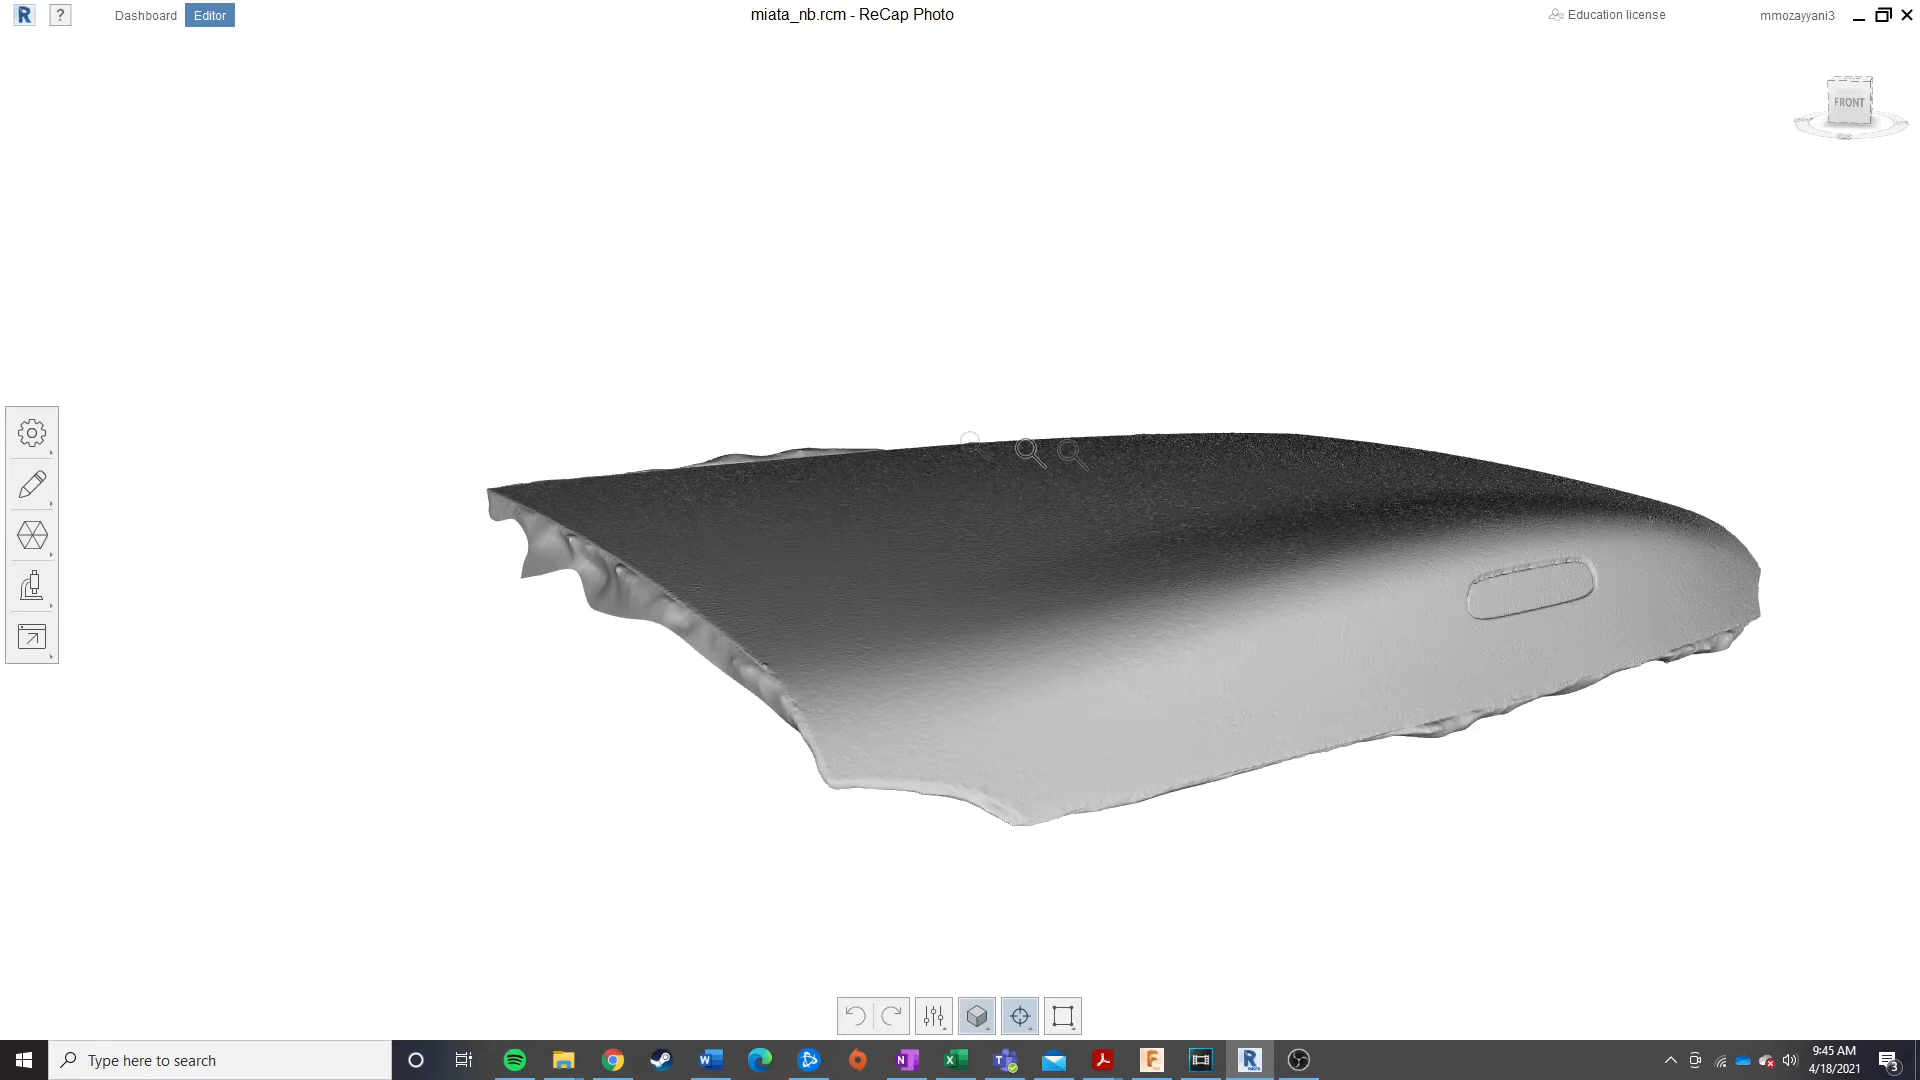 R ? Dashboard Editor miata_nb.rcm - ReCap Photo Education license mmozayyani3
FRONT
Type here to search
9:45 AM
4/18/2021
3